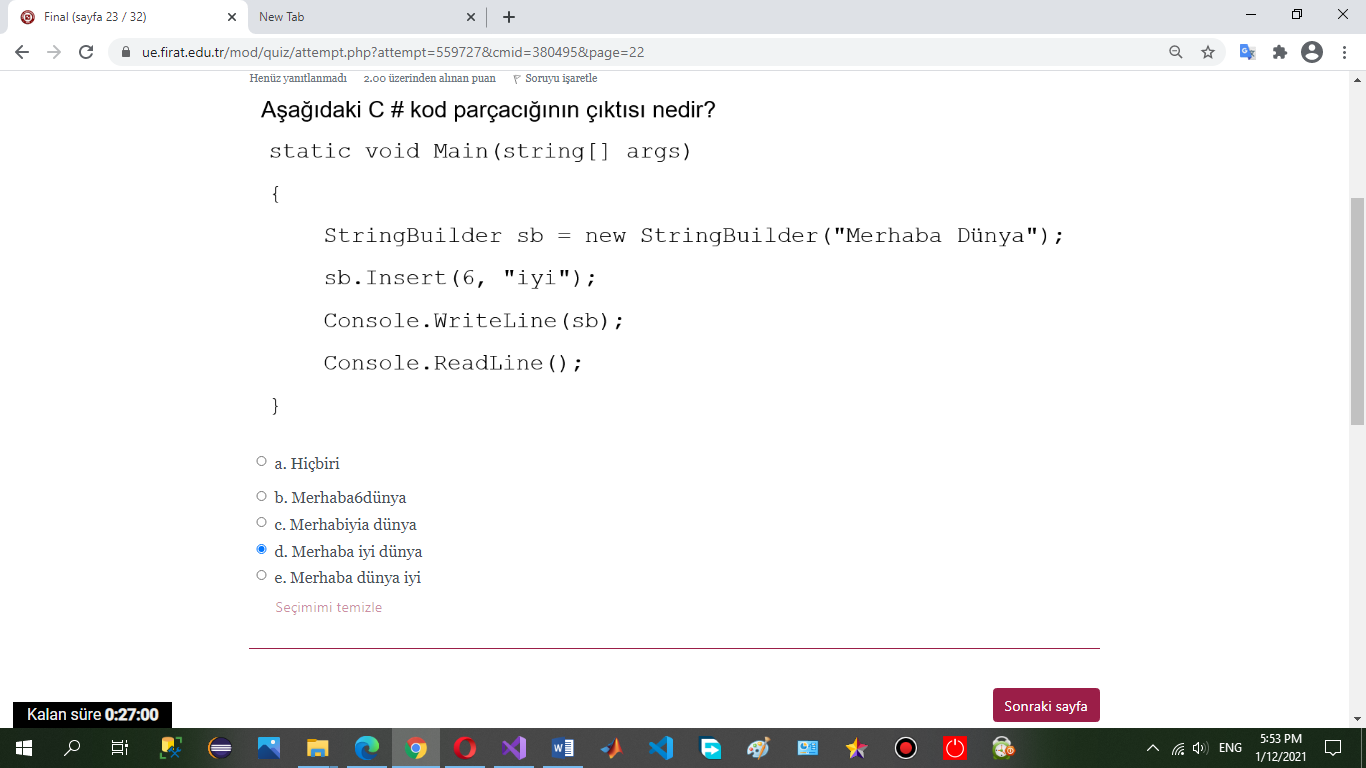 Final (sayfa 23 / 32)
New Tab
ue.firat.edu.tr/mod/quiz/attempt.php?attempt=559727&cmid=380495&page=22
Henüz yanıtlanmadı 2.00 üzerinden alınan puan Soruyu işaretle
Aşağıdaki C # kod parçacığının çıktısı nedir?
static void Main(string[] args)
{
StringBuilder sb = new StringBuilder("Merhaba Dünya");
sb.Insert(6, "iyi");
Console.WriteLine(sb);
Console.ReadLine();
}
a. Hiçbiri
b. Merhaba6dünya
c. Merhabiyia dünya
d. Merhaba iyi dünya
e. Merhaba dünya iyi
Seçimimi temizle
Sonraki sayfa
Kalan süre 0:27:00
ENG
5:53 PM
1/12/2021